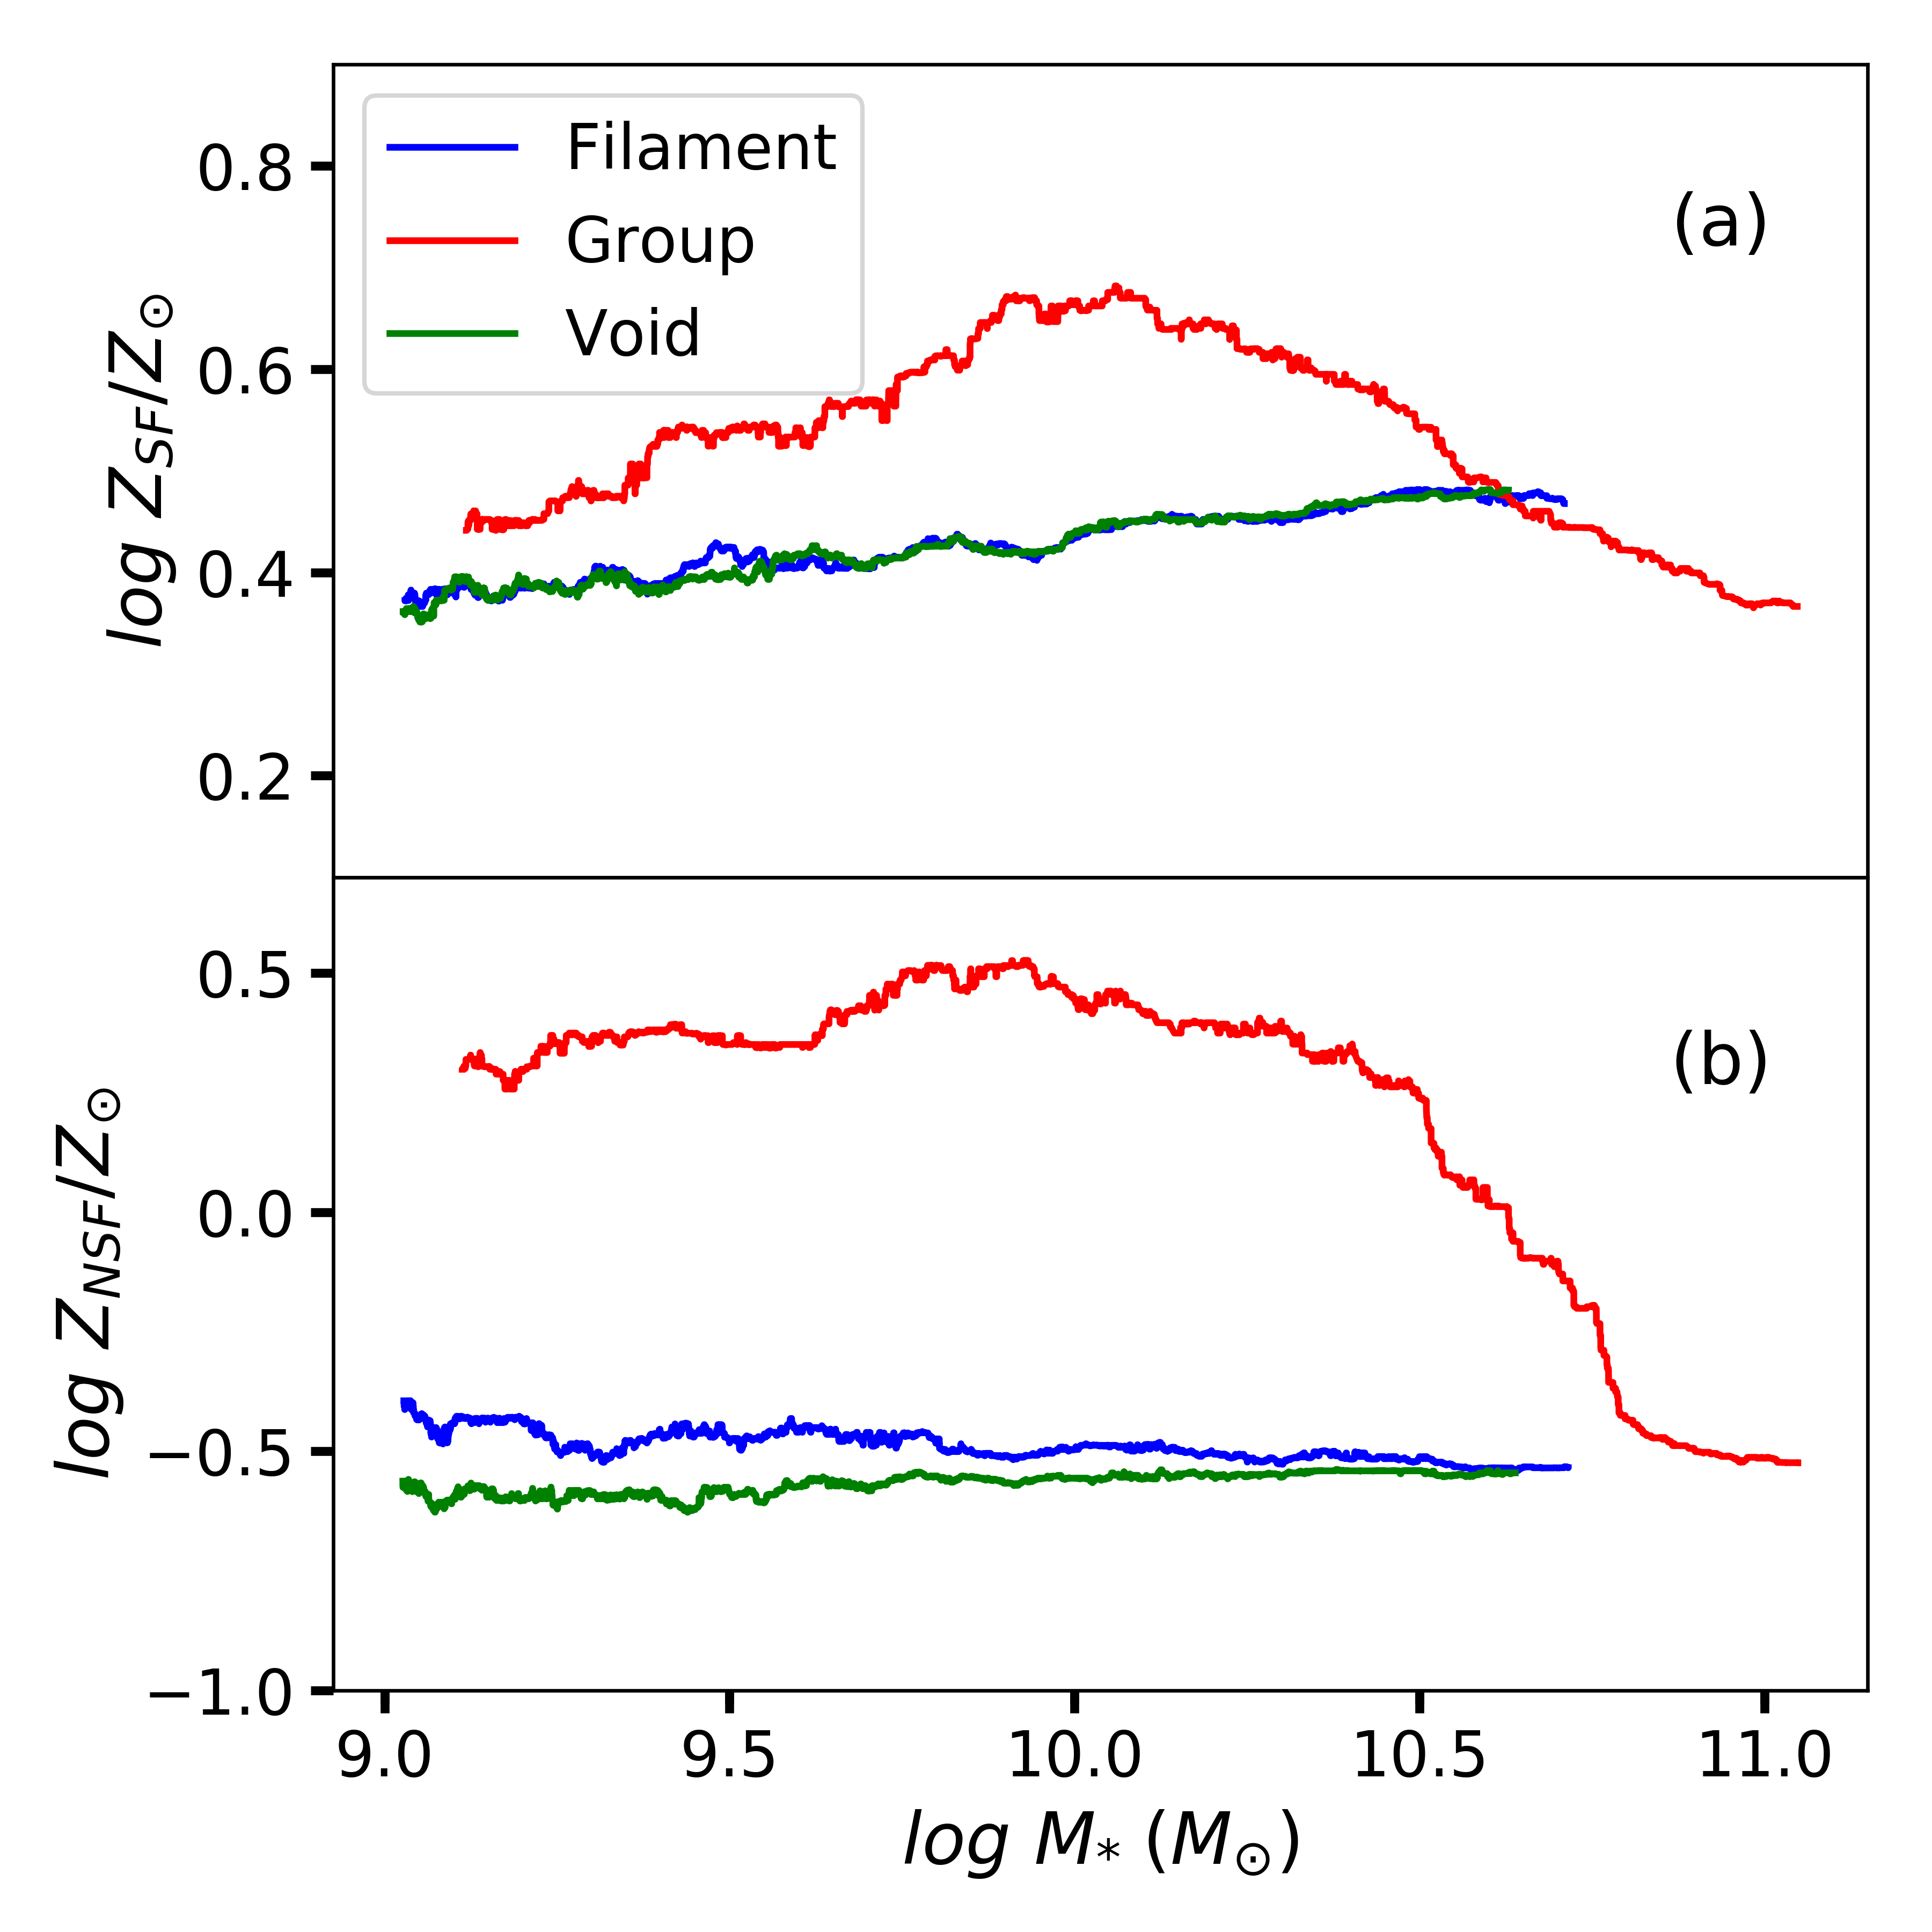 Filament
Group
Void
(a)
0.8
0.6
0.4
0.2
log Z_SF/Z_⊙
(b)
0.5
0.0
−0.5
−1.0
log Z_NSF/Z_⊙
9.0 9.5 10.0 10.5 11.0
log M_* (M_⊙)